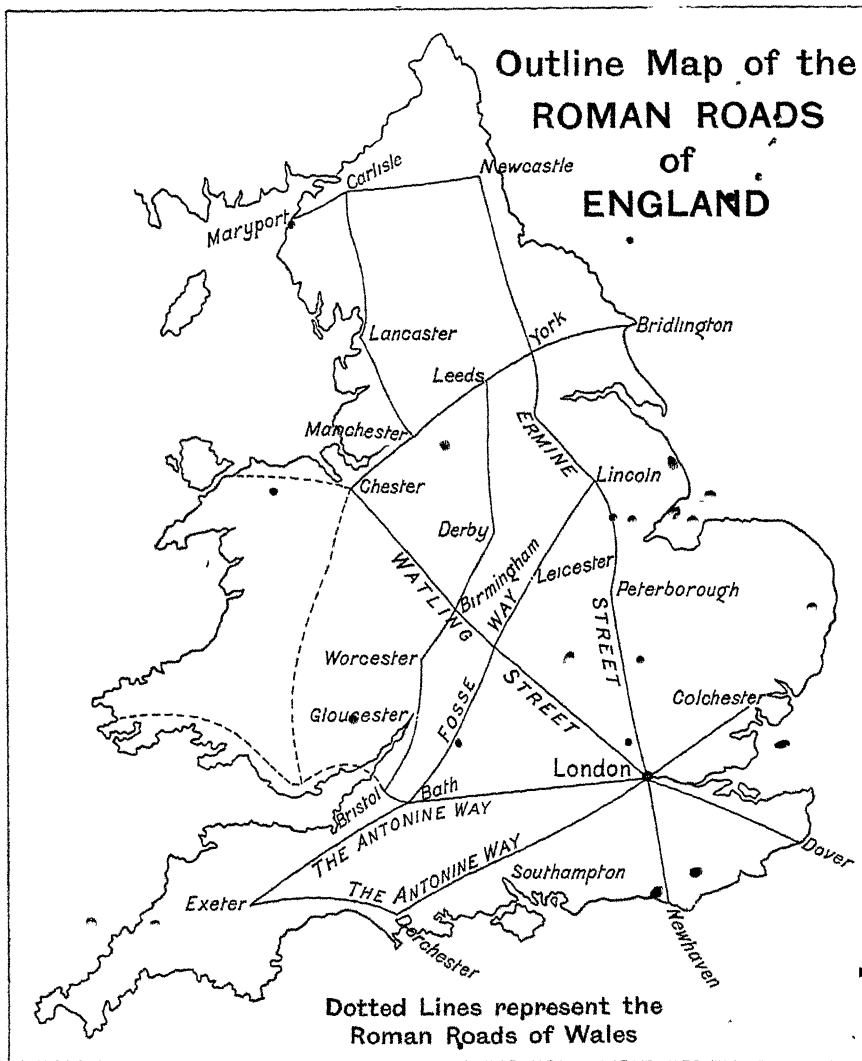 Outline Map of the
ROMAN ROADS
of
ENGLAND
Carlisle
Newcastle
Maryport
Lancaster
York
Bridlington
Leeds
Manchester
ERMINE
Lincoln
Chester
Derby
WATLING
Birmingham
WAY
Leicester
Peterborough
STREET
Worcester
STREET
Colchester
Gloucester
FOSSE
London
Bristol
Bath
THE ANTONINE WAY
Dover
THE ANTONINE WAY
Southampton
Exeter
Dorchester
Newhaven
Dotted Lines represent the
Roman Roads of Wales